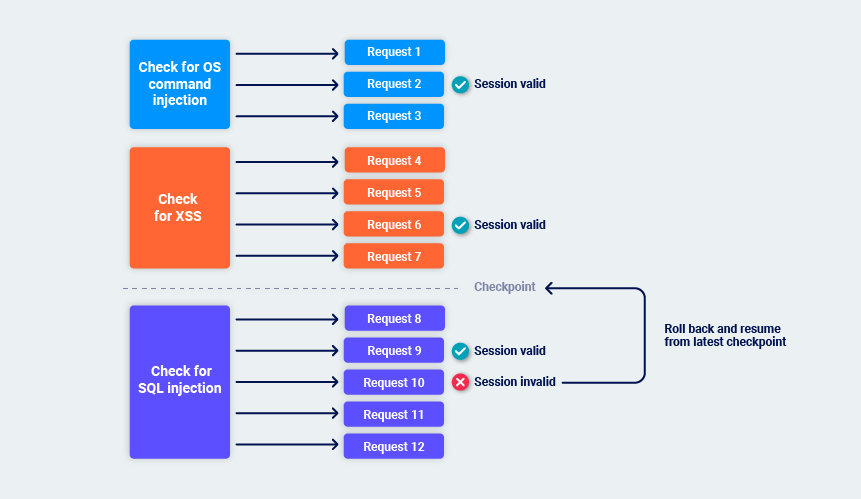 Check for OS
command
injection
Request 1
Request 2
Session valid
Request 3
Check
for XSS
Request 4
Request 5
Request 6
Session valid
Request 7
Checkpoint
Roll back and resume
from latest checkpoint
Check for
SQL injection
Request 8
Request 9
Session valid
Request 10
Session invalid
Request 11
Request 12